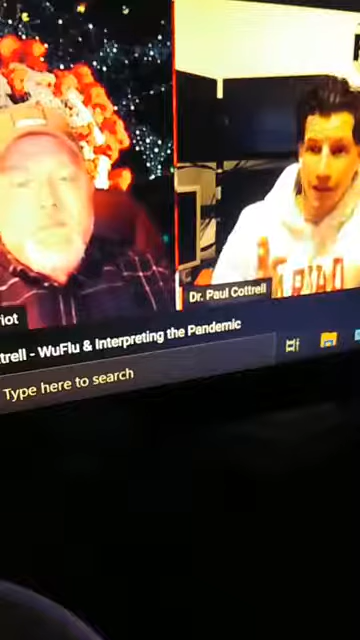 Dr. Paul Cottrell
iot
trell - WuFlu & Interpreting the Pandemic
Type here to search